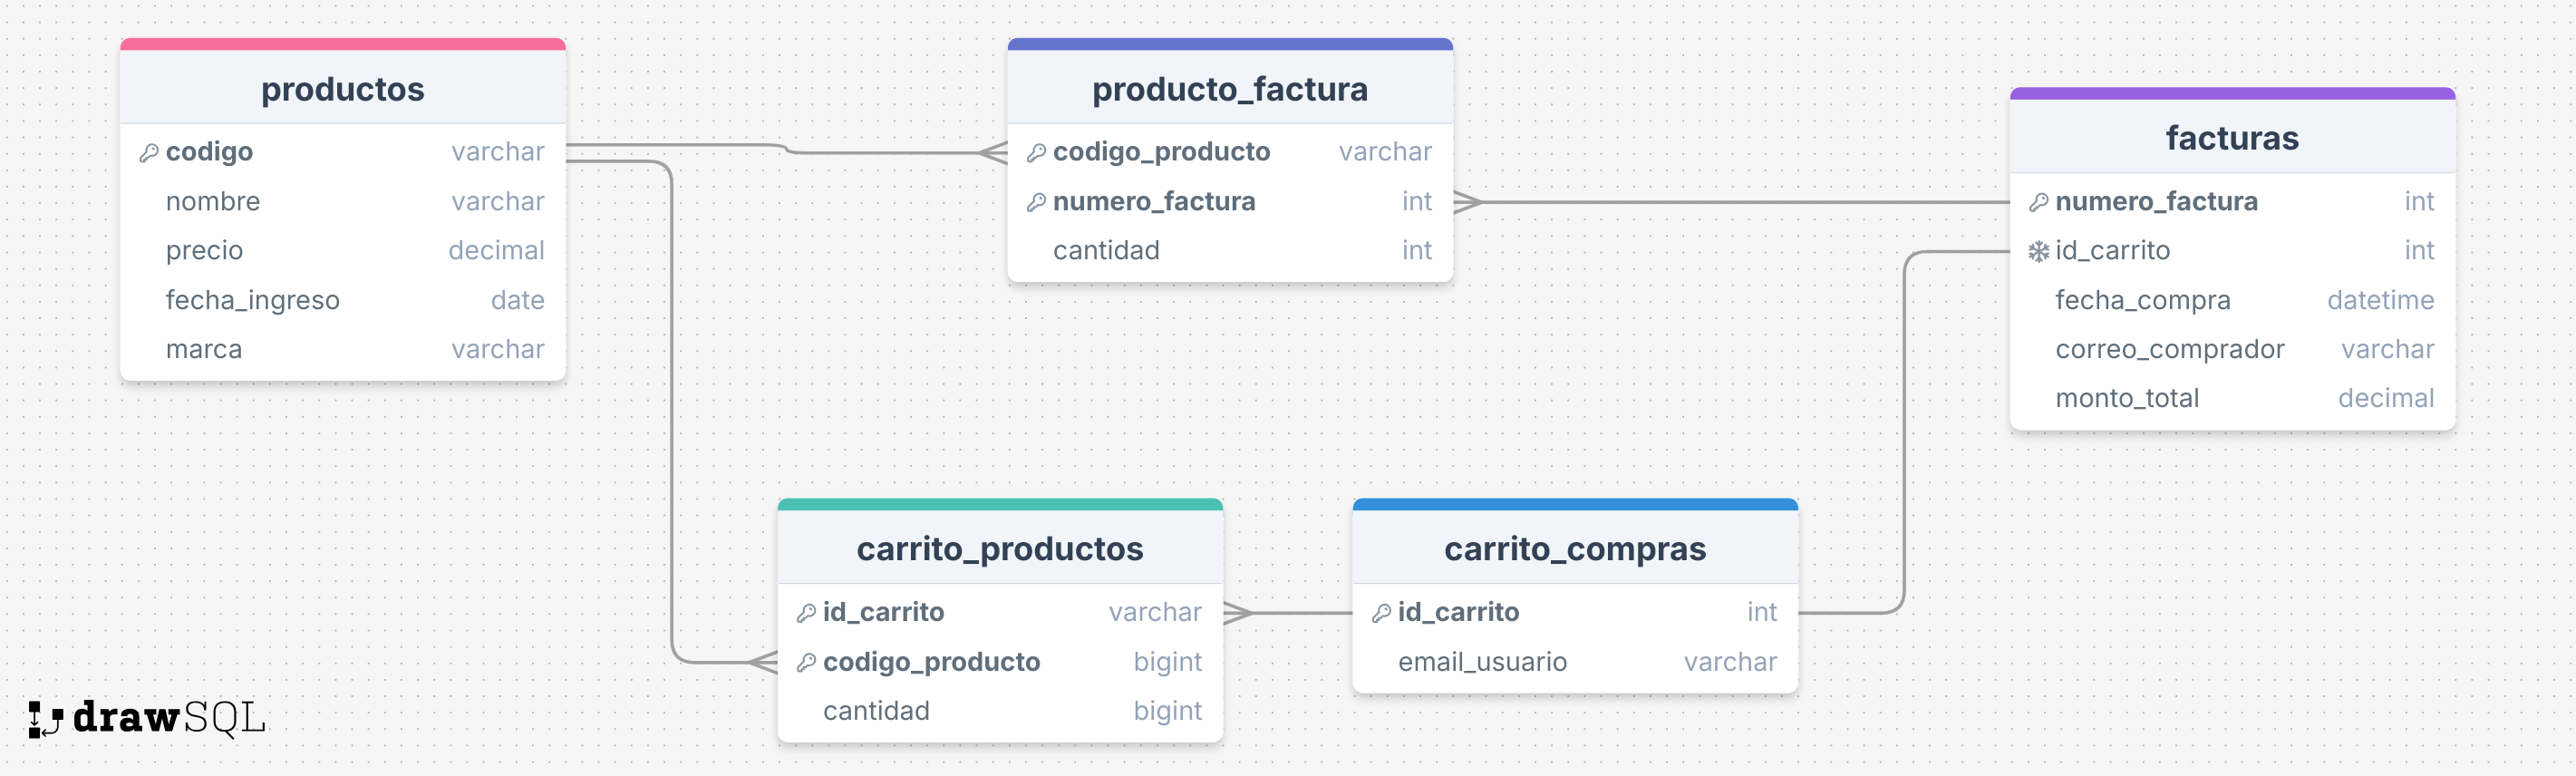 productos
codigo varchar
nombre varchar
precio decimal
fecha_ingreso date
marca varchar
producto_factura
codigo_producto varchar
numero_factura int
cantidad int
facturas
numero_factura int
id_carrito int
fecha_compra datetime
correo_comprador varchar
monto_total decimal
carrito_productos
id_carrito varchar
codigo_producto bigint
cantidad bigint
carrito_compras
id_carrito int
email_usuario varchar
drawSQL